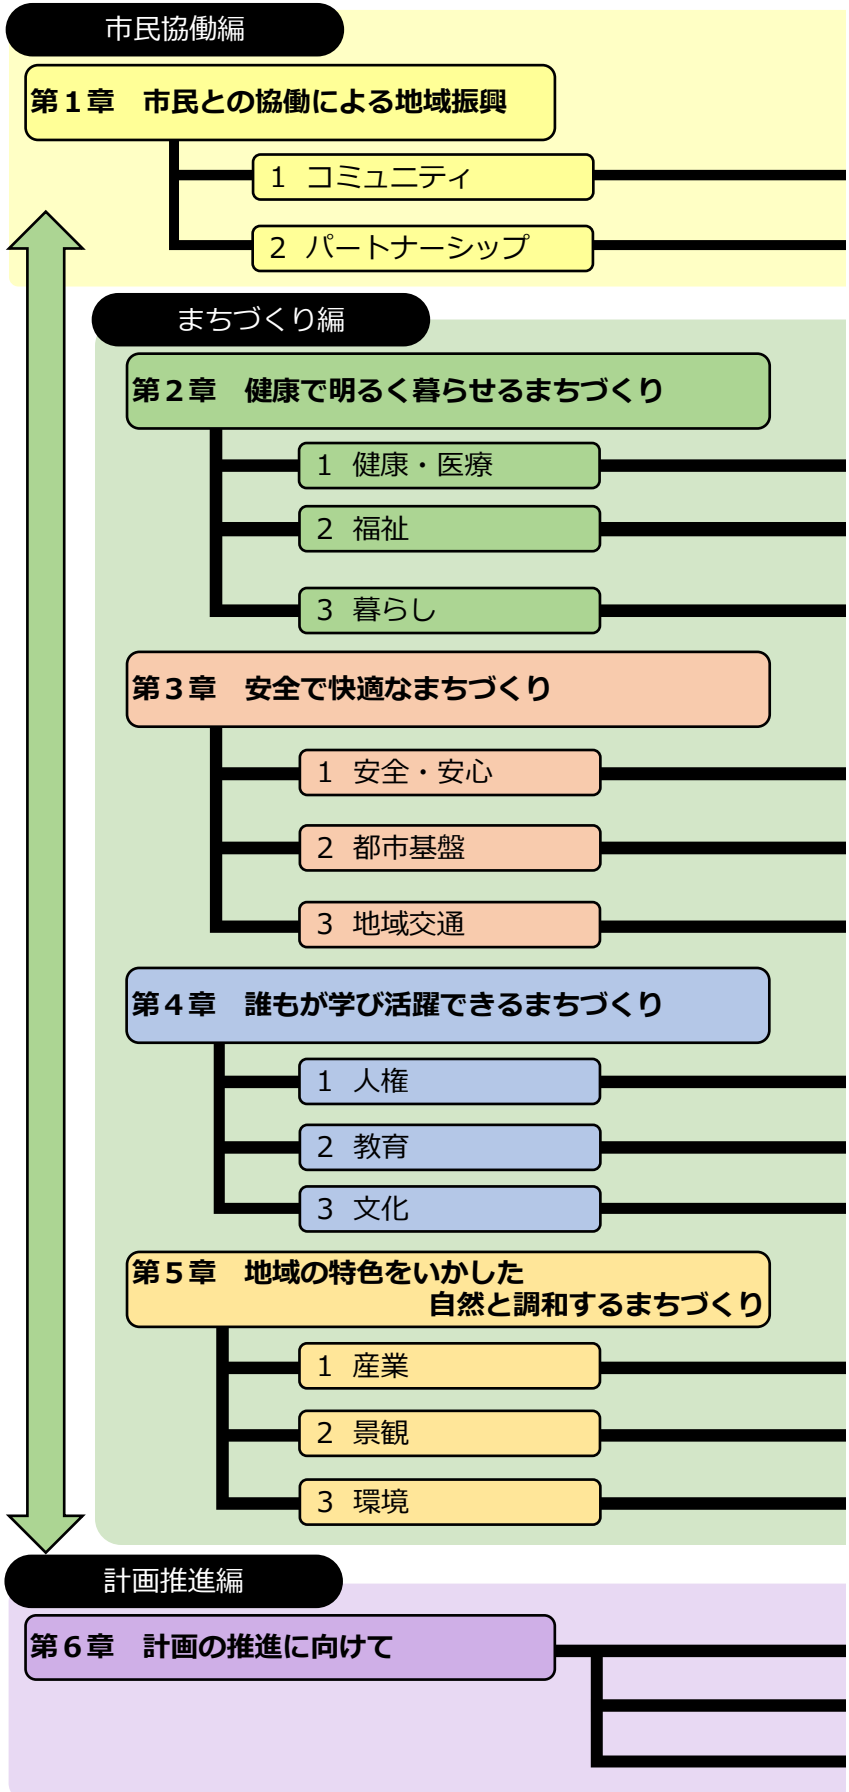 市民協働編
第１章　市民との協働による地域振興
1 コミュニティ
2 パートナーシップ
まちづくり編
第２章　健康で明るく暮らせるまちづくり
1 健康・医療
2 福祉
3 暮らし
第３章　安全で快適なまちづくり
1 安全・安心
2 都市基盤
3 地域交通
第４章　誰もが学び活躍できるまちづくり
1 人権
2 教育
3 文化
第５章　地域の特色をいかした
自然と調和するまちづくり
1 産業
2 景観
3 環境
計画推進編
第６章　計画の推進に向けて